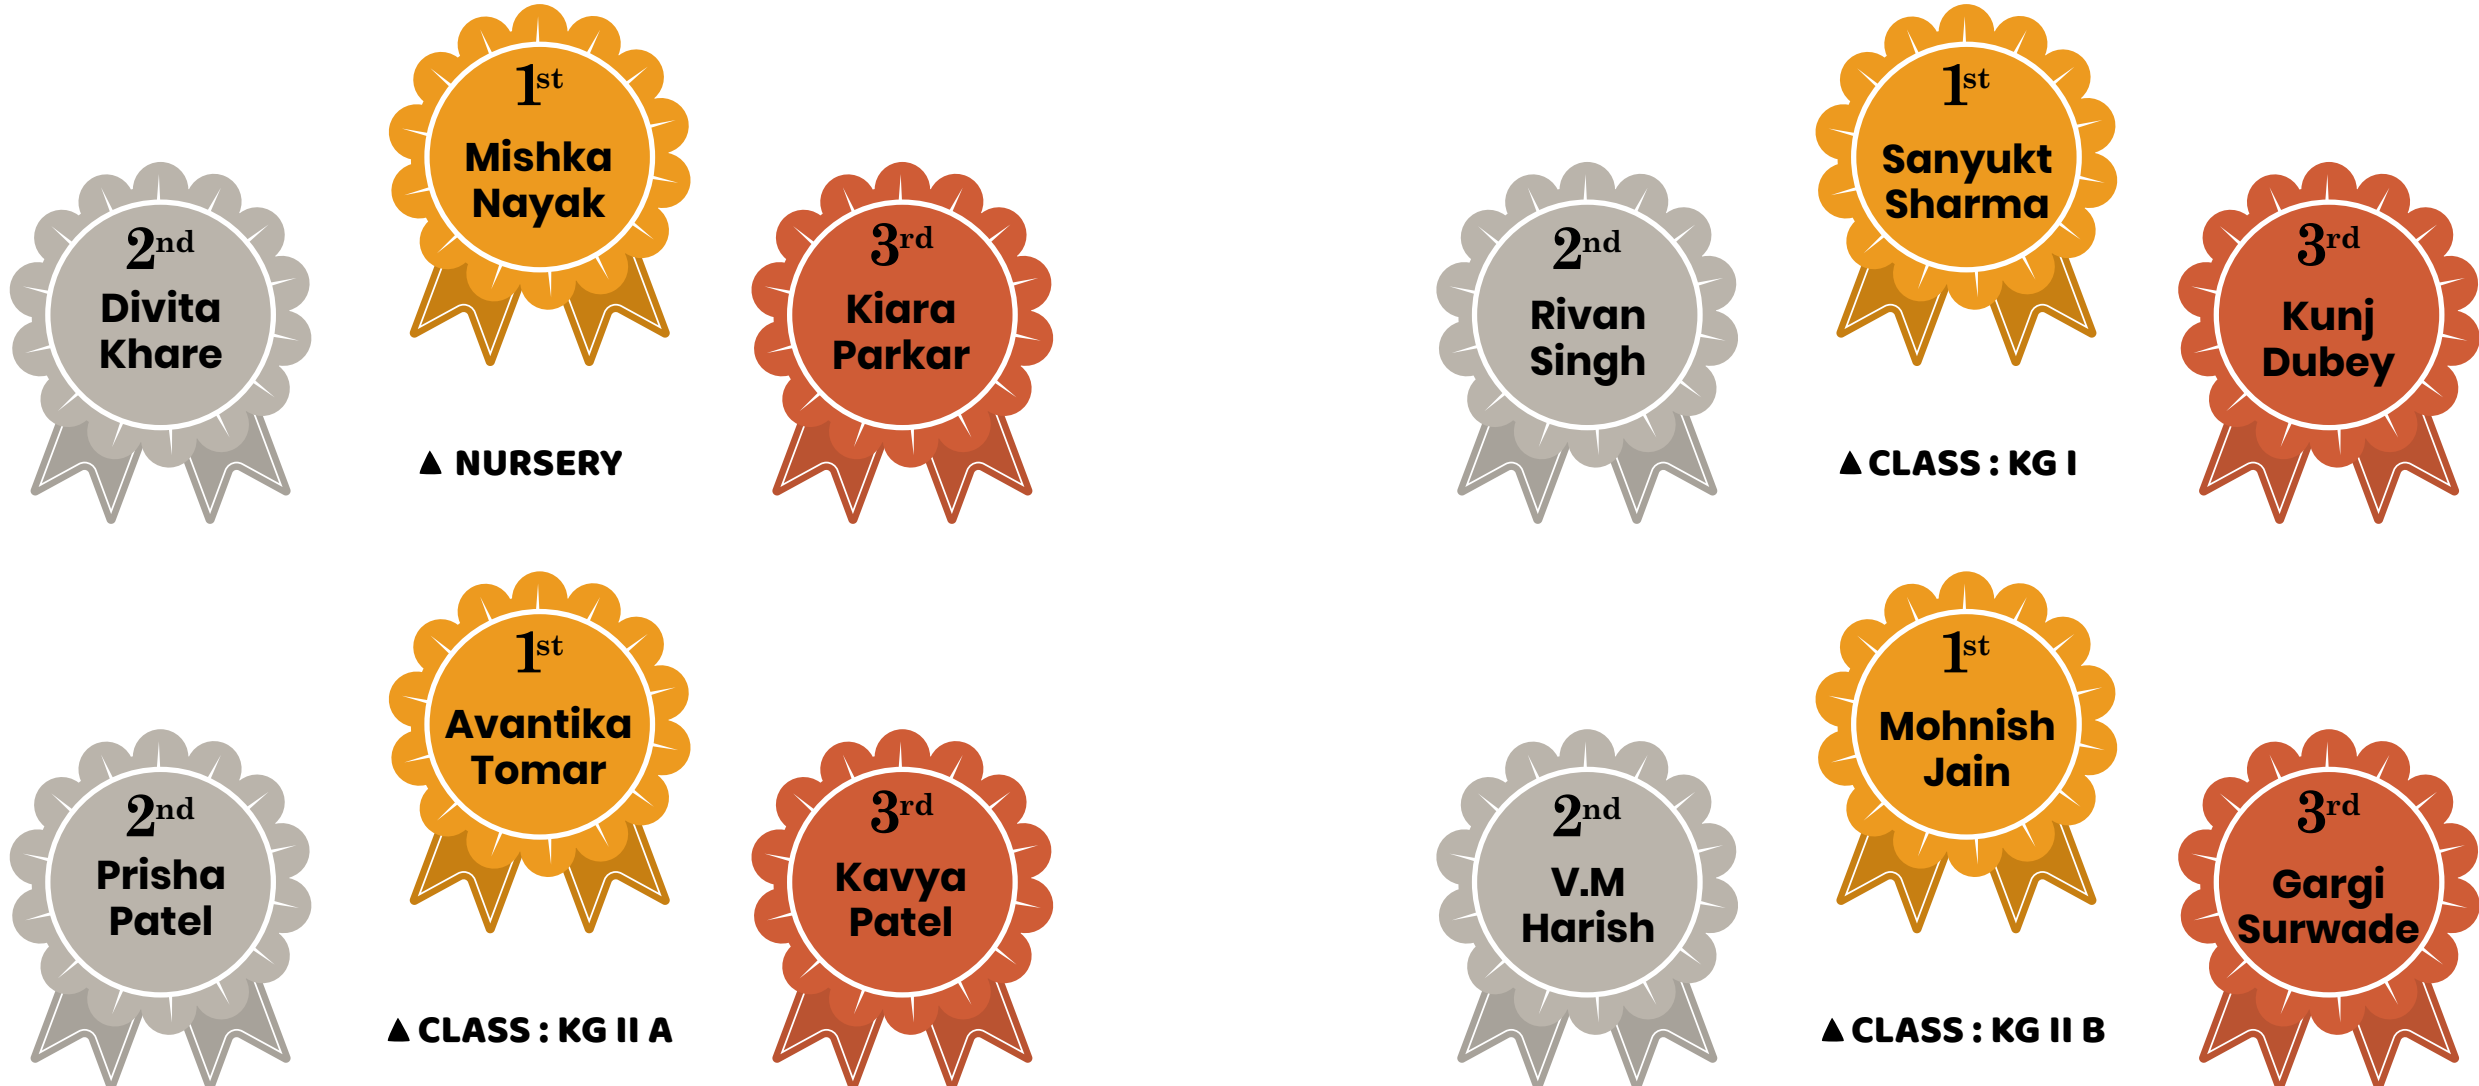 1st
Mishka
Nayak
2nd
Divita
Khare
3rd
Kiara
Parkar
▲ NURSERY
1st
Sanyukt
Sharma
2nd
Rivan
Singh
3rd
Kunj
Dubey
▲ CLASS : KG I
1st
Avantika
Tomar
2nd
Prisha
Patel
3rd
Kavya
Patel
▲ CLASS : KG II A
1st
Mohnish
Jain
2nd
V.M
Harish
3rd
Gargi
Surwade
▲ CLASS : KG II B